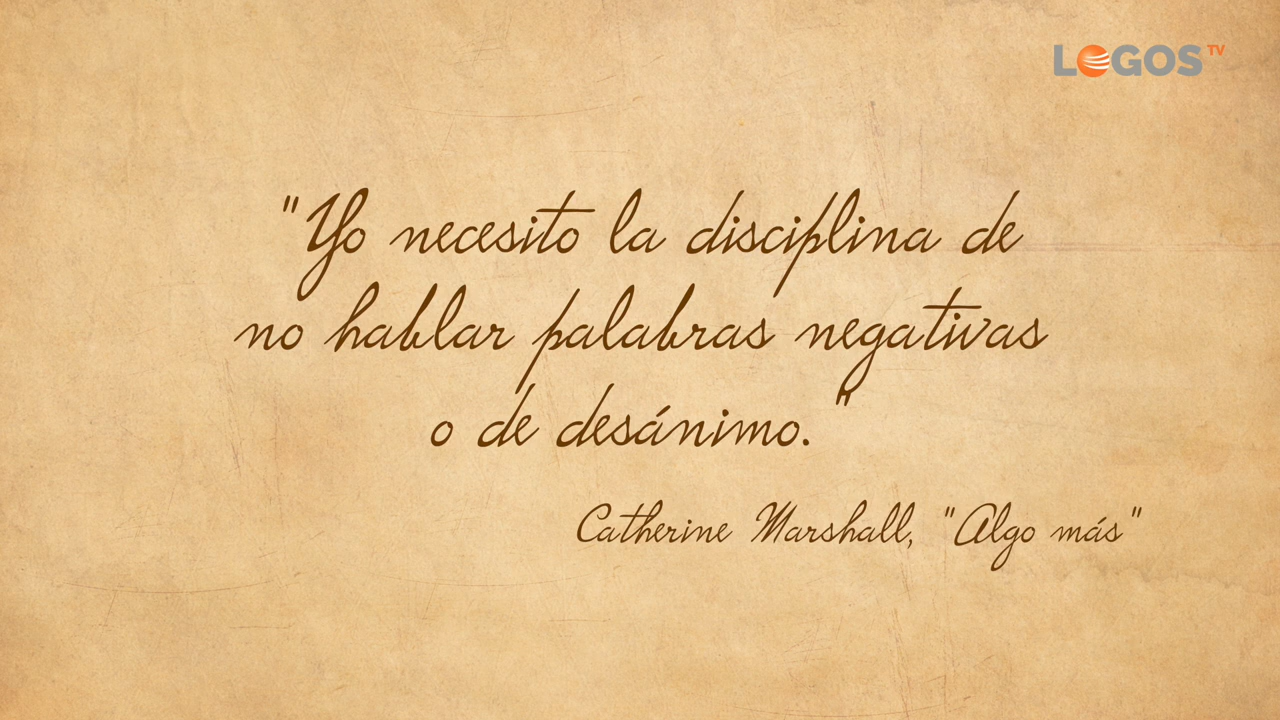 LOGOS TV
"Yo necesito la disciplina de
no hablar palabras negativas
o de desánimo."
Catherine Marshall, "Algo más"